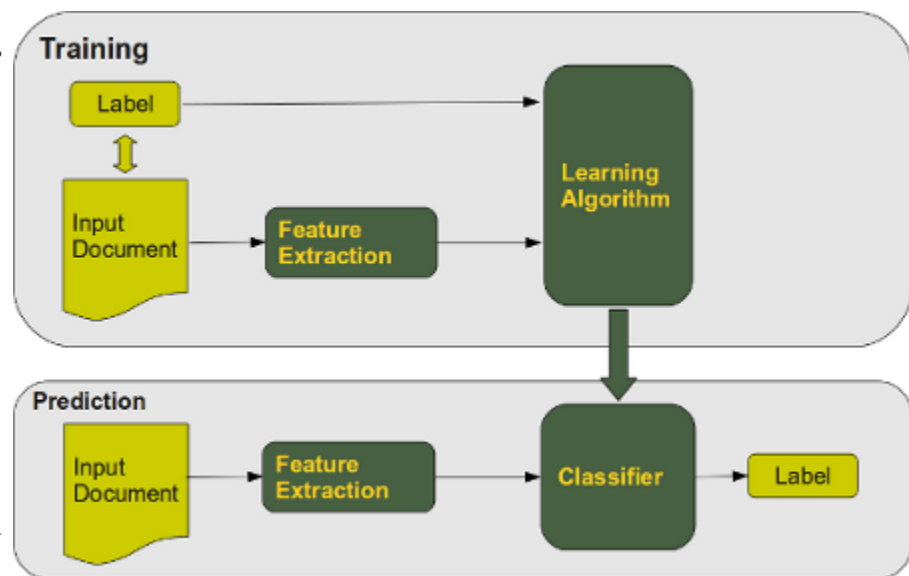 Training
Label
Input
Document
Feature
Extraction
Learning
Algorithm
Prediction
Input
Document
Feature
Extraction
Classifier
Label